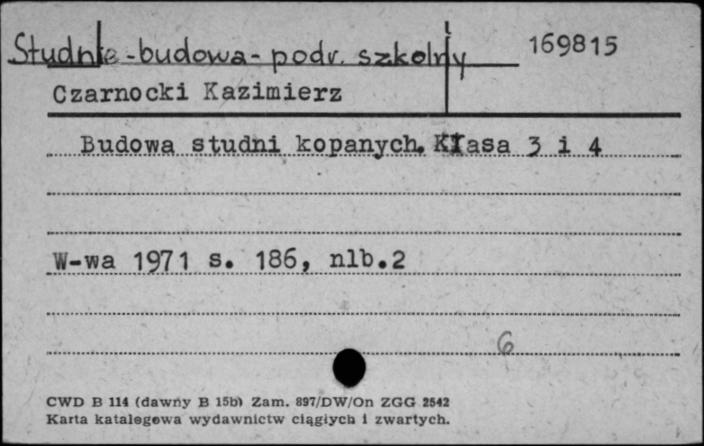 Studnie-budowa-podr. szkolny 169815
Czarnocki Kazimierz
Budowa studni kopanych. Klasa 3 i 4
W-wa 1971 s. 186, nlb.2
6
CWD B 114 (dawny B 15b) Zam. 897/DW/On ZGG 2542
Karta katalogowa wydawnictw ciągłych i zwartych.